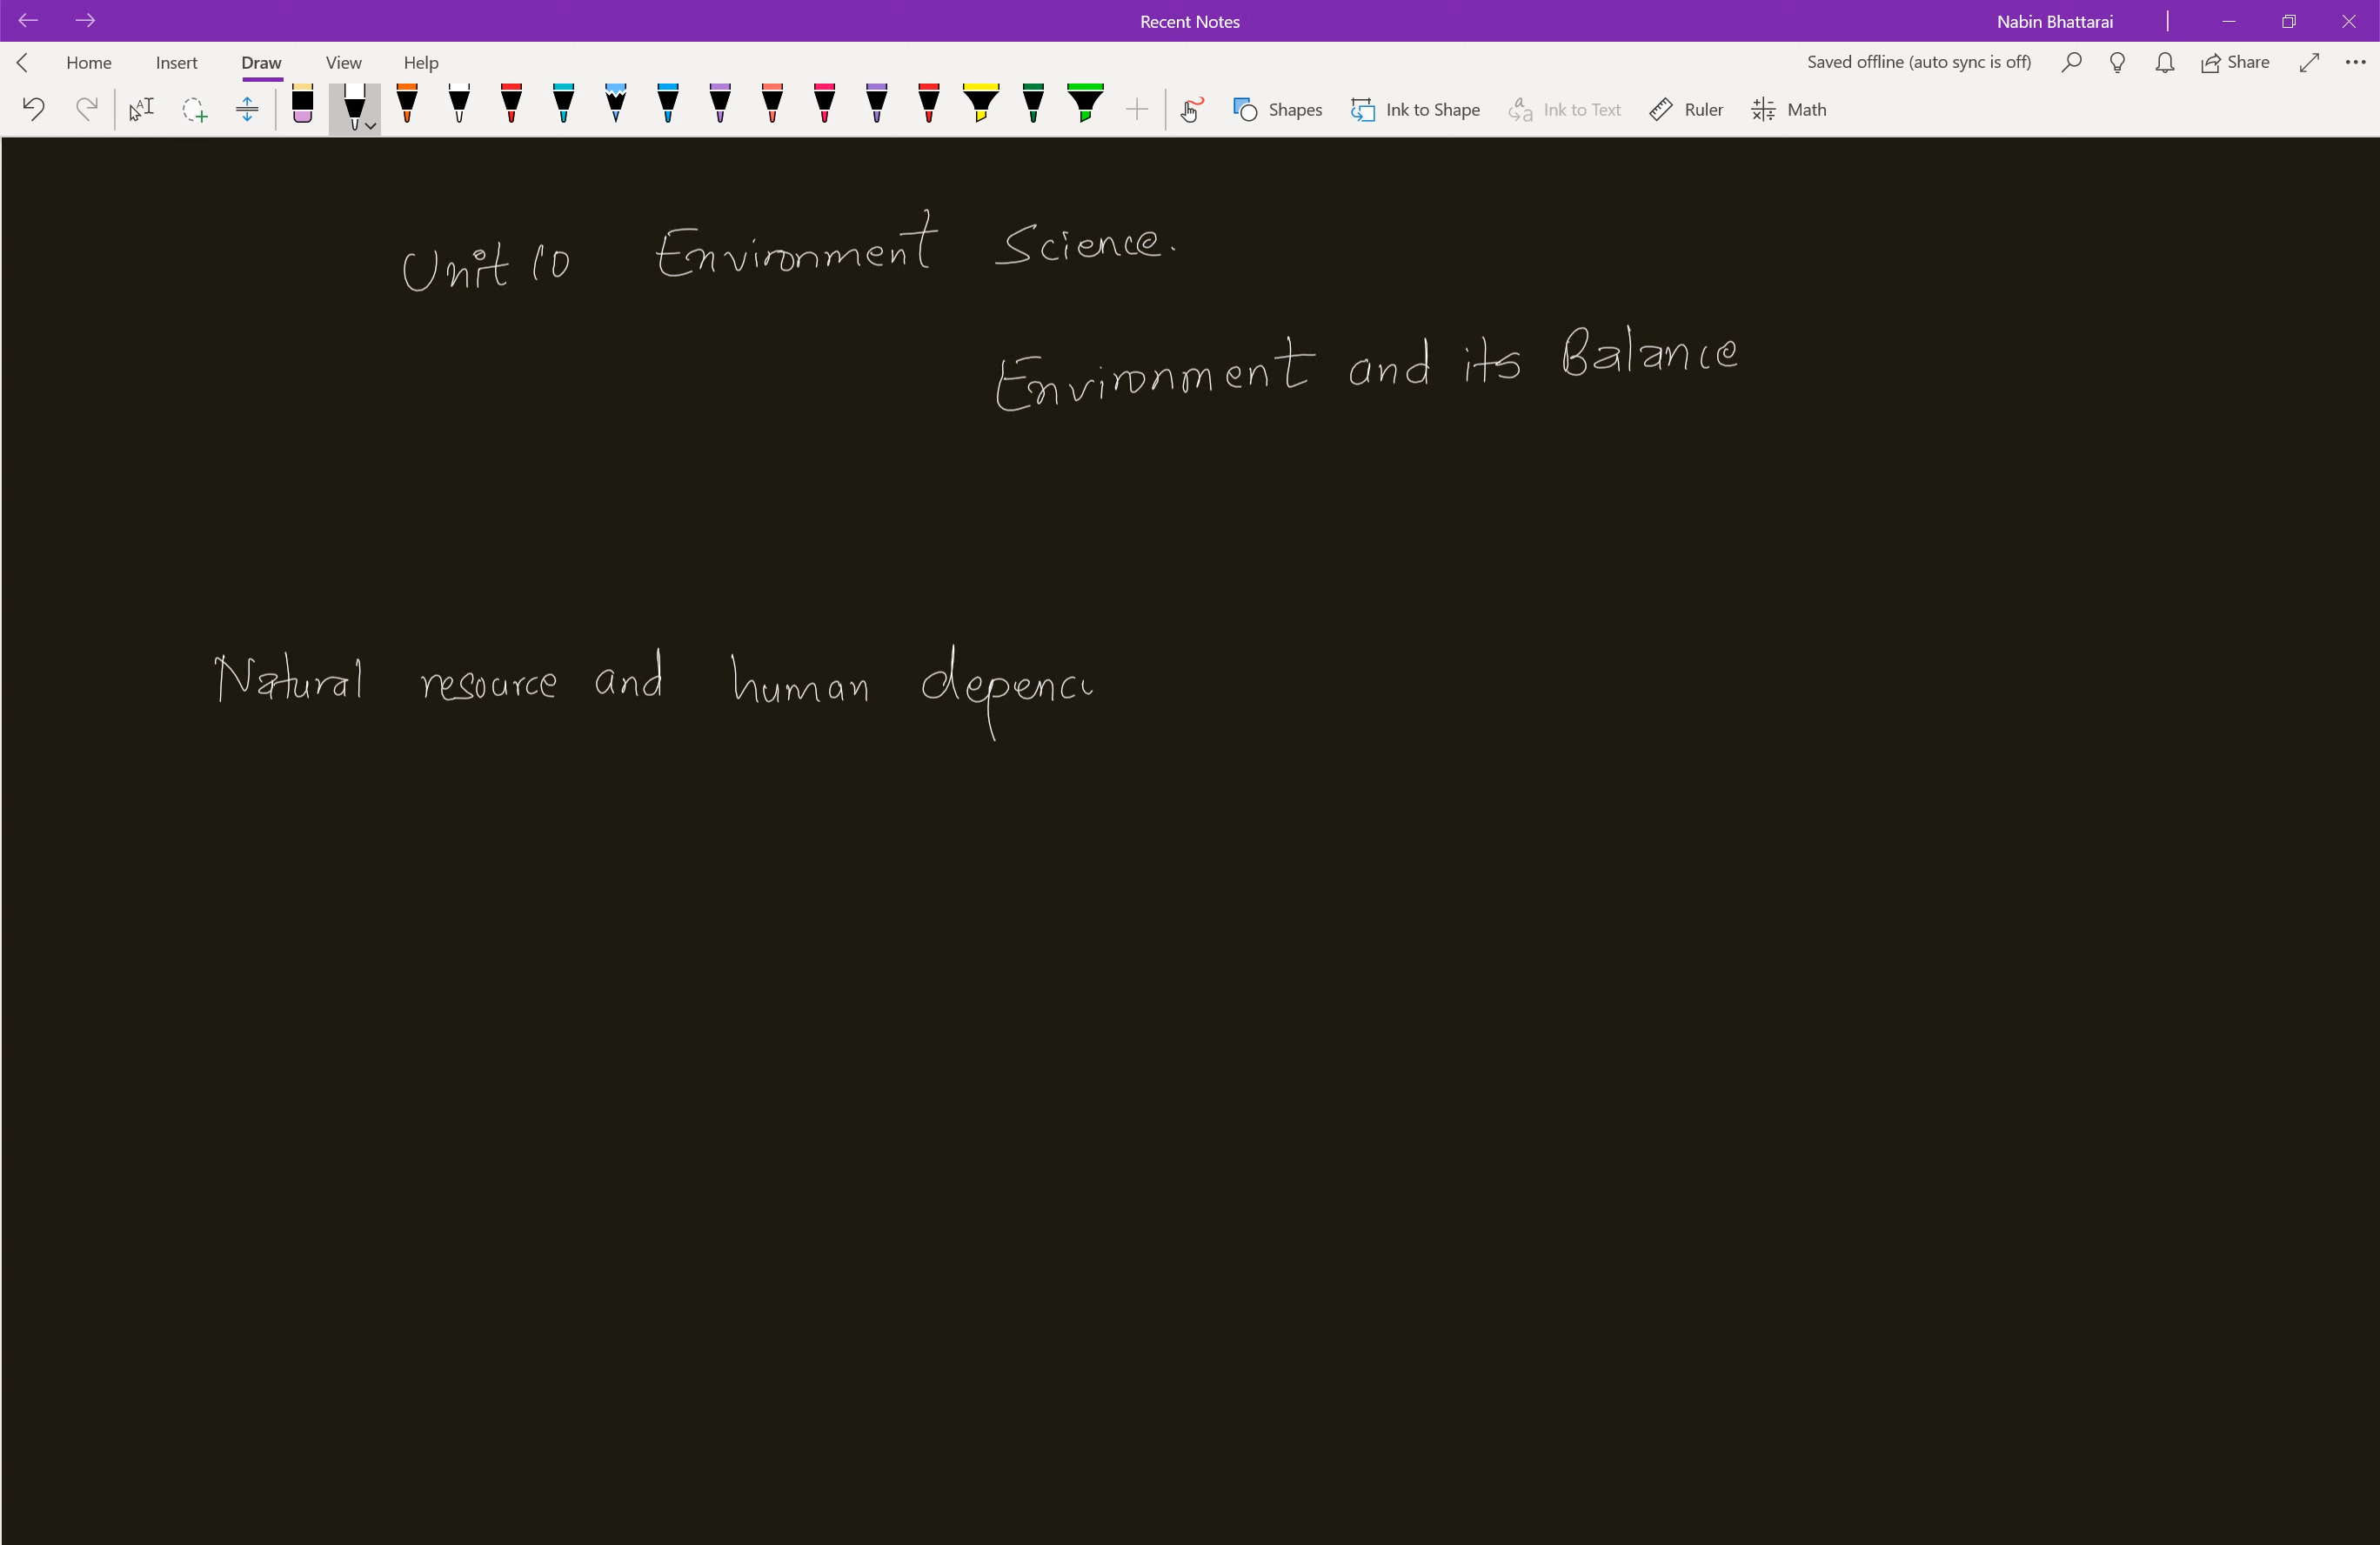 Recent Notes
Nabin Bhattarai
Home Insert Draw View Help
Saved offline (auto sync is off) Share
Shapes Ink to Shape Ink to Text Ruler Math
Unit 10 Environment Science.
Environment and its Balance
Natural resource and human